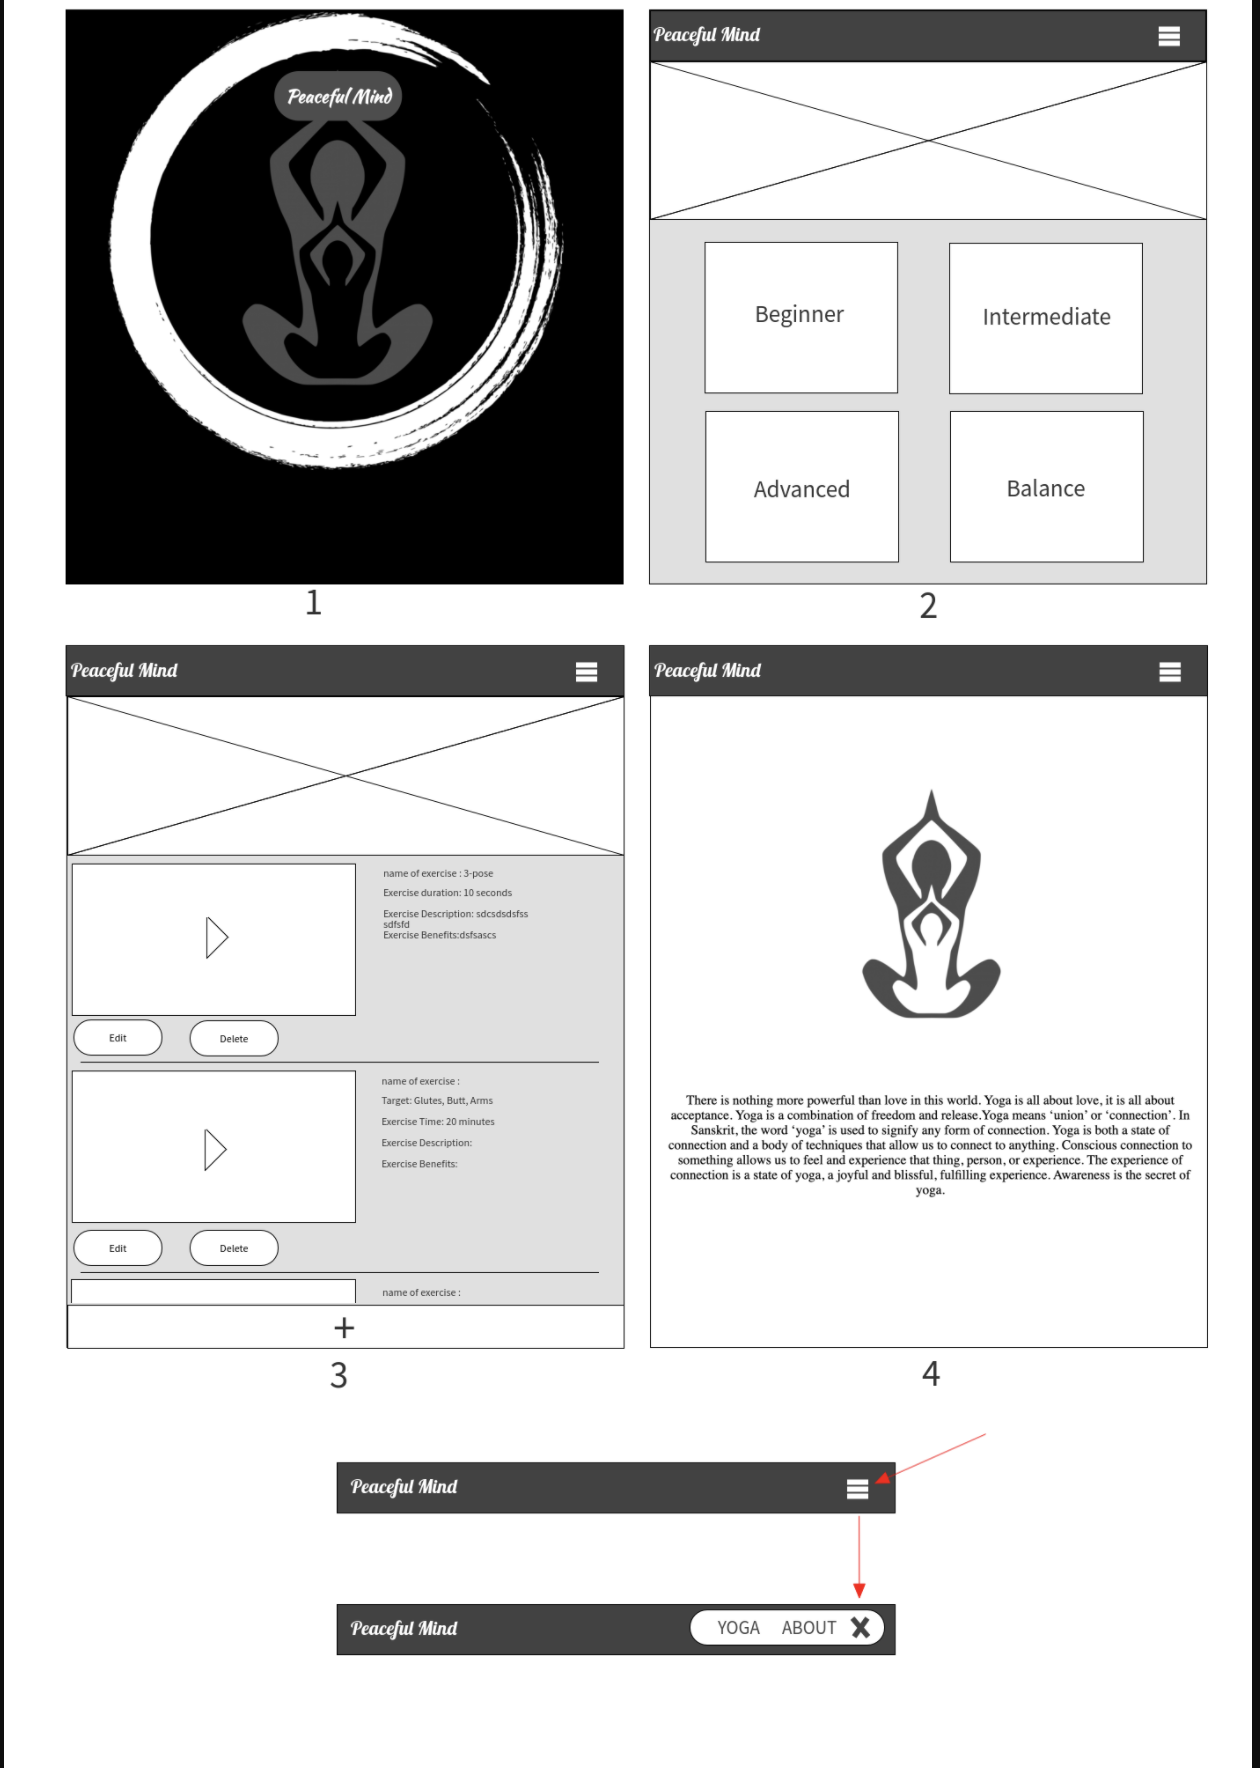 Peaceful Mind
1
Peaceful Mind
Beginner
Intermediate
Advanced
Balance
2
Peaceful Mind
name of exercise : 3-pose
Exercise duration: 10 seconds
Exercise Description: sdcsdsdsfss
sdfsfd
Exercise Benefits:dsfsascs
Edit
Delete
name of exercise :
Target: Glutes, Butt, Arms
Exercise Time: 20 minutes
Exercise Description:
Exercise Benefits:
Edit
Delete
name of exercise :
+
3
Peaceful Mind
There is nothing more powerful than love in this world. Yoga is all about love, it is all about
acceptance. Yoga is a combination of freedom and release.Yoga means ‘union’ or ‘connection’. In
Sanskrit, the word ‘yoga’ is used to signify any form of connection. Yoga is both a state of
connection and a body of techniques that allow us to connect to anything. Conscious connection to
something allows us to feel and experience that thing, person, or experience. The experience of
connection is a state of yoga, a joyful and blissful, fulfilling experience. Awareness is the secret of
yoga.
4
Peaceful Mind
Peaceful Mind
YOGA
ABOUT